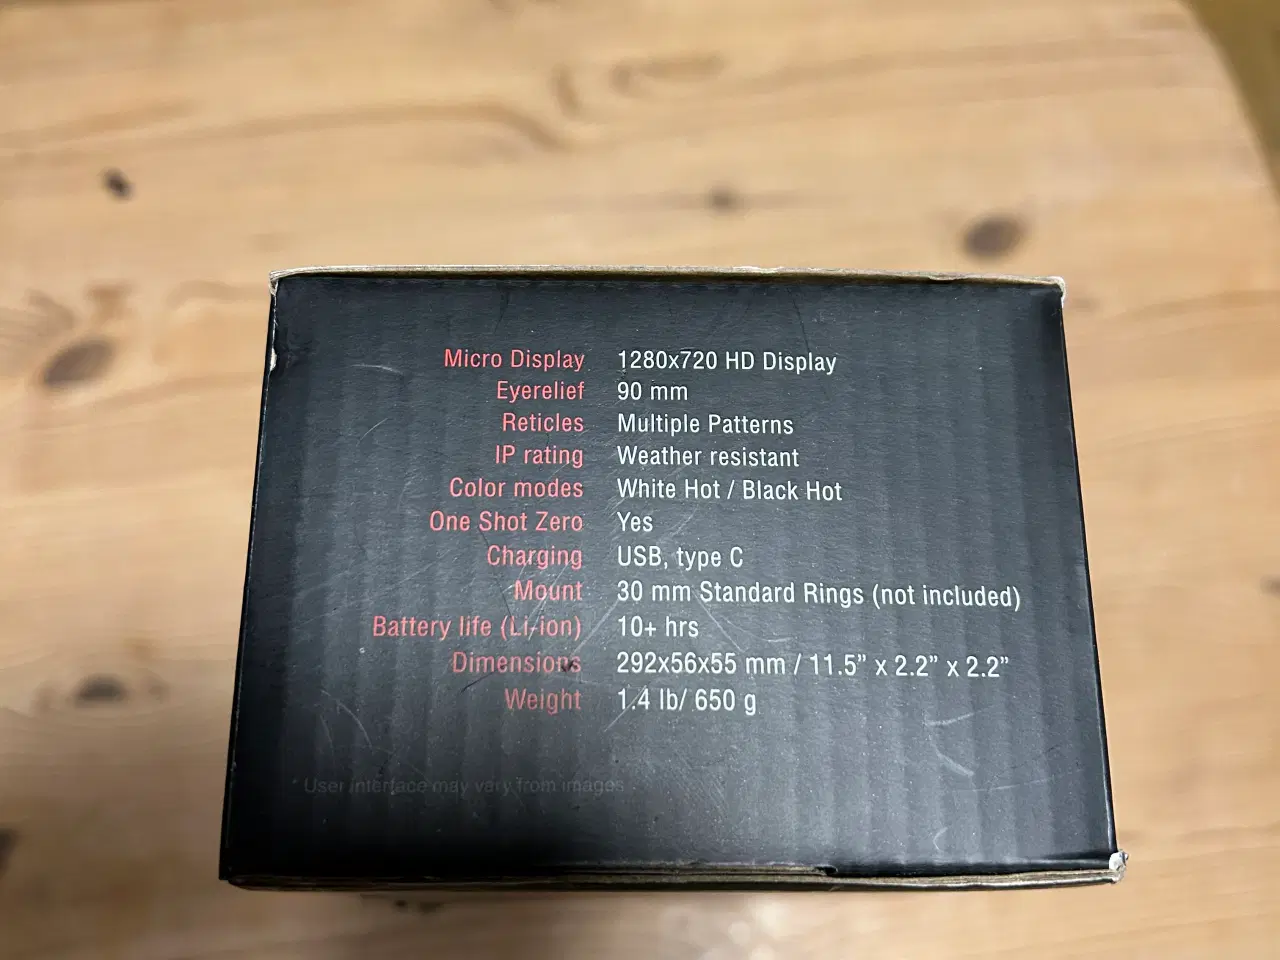 Micro Display 1280x720 HD Display
Eyerelief 90 mm
Reticles Multiple Patterns
IP rating Weather resistant
Color modes White Hot / Black Hot
One Shot Zero Yes
Charging USB, type C
Mount 30 mm Standard Rings (not included)
Battery life (Li-ion) 10+ hrs
Dimensions 292x56x55 mm / 11.5” x 2.2” x 2.2”
Weight 1.4 lb/ 650 g
* User interface may vary from images